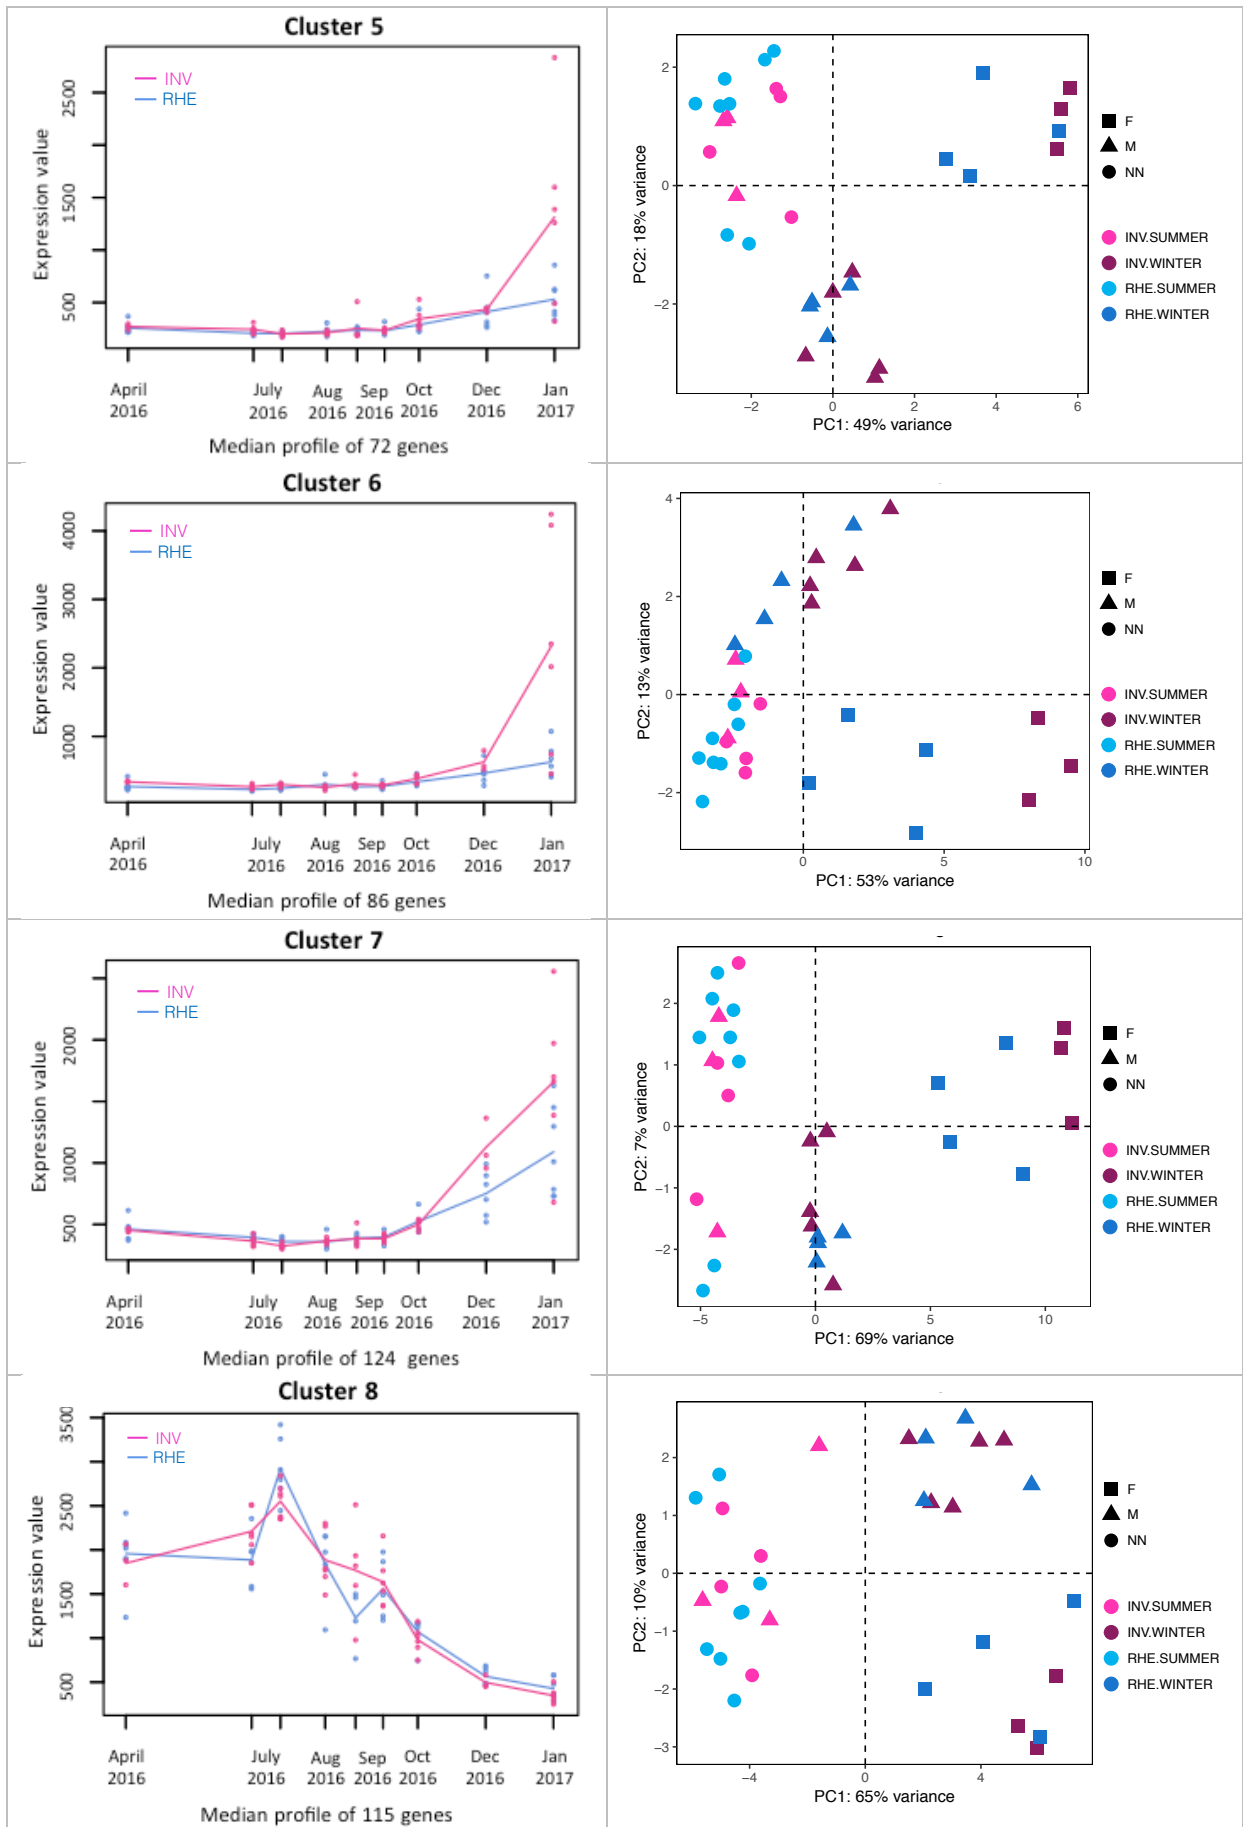 Cluster 5
INV
RHE
Expression value
2500
1500
500
April July Aug Sep Oct Dec Jan
2016 2016 2016 2016 2016 2016 2017
Median profile of 72 genes
2
0
−2
PC2: 18% variance
−2 0 2 4 6
PC1: 49% variance
F
M
NN
INV.SUMMER
INV.WINTER
RHE.SUMMER
RHE.WINTER
Cluster 6
INV
RHE
Expression value
4000
3000
2000
1000
April July Aug Sep Oct Dec Jan
2016 2016 2016 2016 2016 2016 2017
Median profile of 86 genes
4
2
0
−2
PC2: 13% variance
0 5 10
PC1: 53% variance
F
M
NN
INV.SUMMER
INV.WINTER
RHE.SUMMER
RHE.WINTER
Cluster 7
INV
RHE
Expression value
2000
1000
500
April July Aug Sep Oct Dec Jan
2016 2016 2016 2016 2016 2016 2017
Median profile of 124 genes
2
1
0
−1
−2
PC2: 7% variance
−5 0 5 10
PC1: 69% variance
F
M
NN
INV.SUMMER
INV.WINTER
RHE.SUMMER
RHE.WINTER
Cluster 8
INV
RHE
Expression value
3500
2500
1500
500
April July Aug Sep Oct Dec Jan
2016 2016 2016 2016 2016 2016 2017
Median profile of 115 genes
2
1
0
−1
−2
−3
PC2: 10% variance
−4 0 4
PC1: 65% variance
F
M
NN
INV.SUMMER
INV.WINTER
RHE.SUMMER
RHE.WINTER